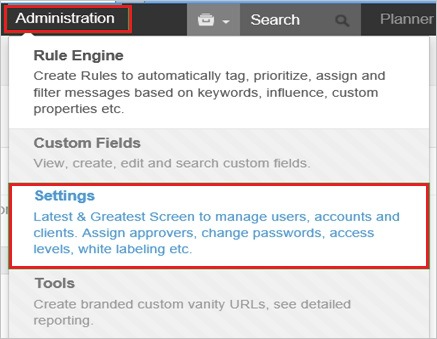 Administration
Search
Planner
Rule Engine
Create Rules to automatically tag, prioritize, assign and
filter messages based on keywords, influence, custom
properties etc.
Custom Fields
View, create, edit and search custom fields.
Settings
Latest & Greatest Screen to manage users, accounts and
clients. Assign approvers, change passwords, access
levels, white labeling etc.
Tools
Create branded custom vanity URLs, see detailed
reporting.